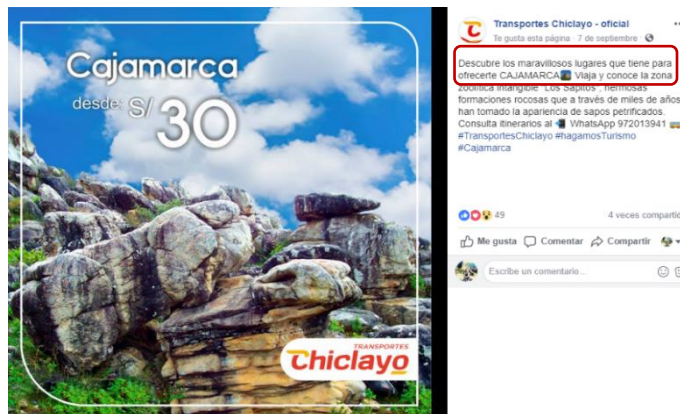 Cajamarca
desde: S/ 30
TRANSPORTES
Chiclayo
Transportes Chiclayo - oficial
Te gusta esta página · 7 de septiembre ·
Descubre los maravillosos lugares que tiene para
ofrecerte CAJAMARCA Viaja y conoce la zona
zoolítica intangible "Los Sapitos", hermosas
formaciones rocosas que a través de miles de años
han tomado la apariencia de sapos petrificados.
Consulta itinerarios al WhatsApp 972013941
#TransportesChiclayo #hagamosTurismo
#Cajamarca
49
4 veces compartid
Me gusta Comentar Compartir
Escribe un comentario...